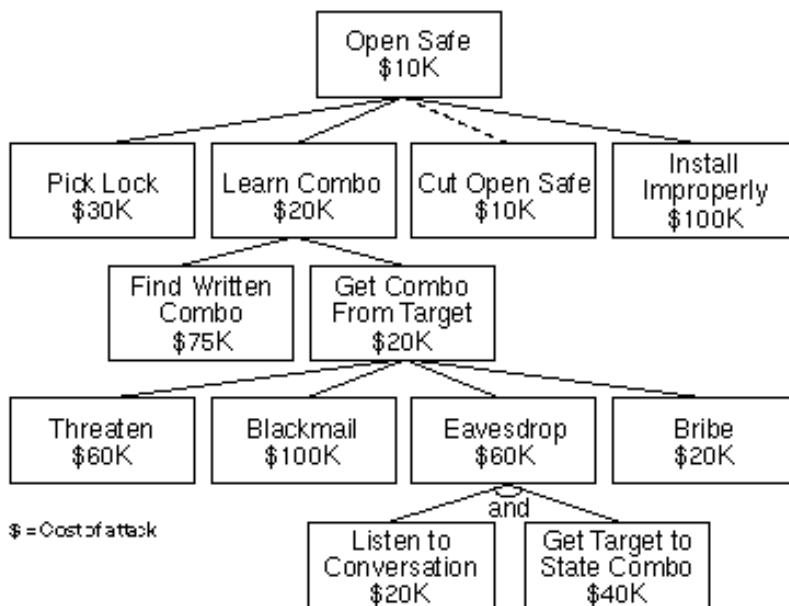 Open Safe
$10K
Pick Lock
$30K
Learn Combo
$20K
Cut Open Safe
$10K
Install
Improperly
$100K
Find Written
Combo
$75K
Get Combo
From Target
$20K
Threaten
$60K
Blackmail
$100K
Eavesdrop
$60K
Bribe
$20K
and
$ = Cost of attack
Listen to
Conversation
$20K
Get Target to
State Combo
$40K